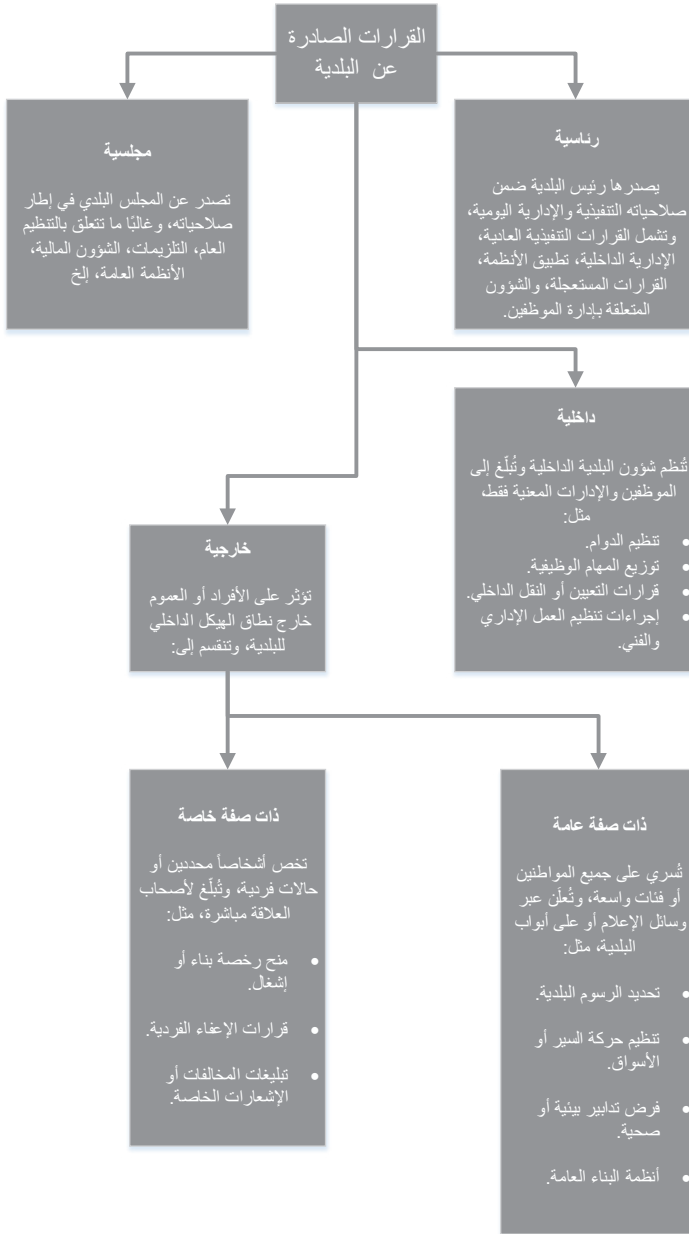 القرارات الصادرة
عن البلدية
رئاسية
يصدرها رئيس البلدية ضمن
صلاحياته التنفيذية والإدارية اليومية،
وتشمل القرارات التنفيذية العادية،
الإدارية الداخلية، تطبيق الأنظمة،
القرارات المستعجلة، والشؤون
المتعلقة بإدارة الموظفين.
مجلسية
تصدر عن المجلس البلدي في إطار
صلاحياته، وغالبًا ما تتعلق بالتنظيم
العام، التلزيمات، الشؤون المالية،
الأنظمة العامة، إلخ
داخلية
تُنظم شؤون البلدية الداخلية وتُبلّغ إلى
الموظفين والإدارات المعنية فقط،
مثل:
• تنظيم الدوام.
• توزيع المهام الوظيفية.
• قرارات التعيين أو النقل الداخلي.
• إجراءات تنظيم العمل الإداري
والفني.
خارجية
تؤثر على الأفراد أو العموم
خارج نطاق الهيكل الداخلي
للبلدية، وتنقسم إلى:
ذات صفة عامة
تُسري على جميع المواطنين
أو فئات واسعة، وتُعلَن عبر
وسائل الإعلام أو على أبواب
البلدية، مثل:
• تحديد الرسوم البلدية.
• تنظيم حركة السير أو
الأسواق.
• فرض تدابير بيئية أو
صحية.
• أنظمة البناء العامة.
ذات صفة خاصة
تخص أشخاصاً محددين أو
حالات فردية، وتُبلّغ لأصحاب
العلاقة مباشرة، مثل:
• منح رخصة بناء أو
إشغال.
• قرارات الإعفاء الفردية.
• تبليغات المخالفات أو
الإشعارات الخاصة.